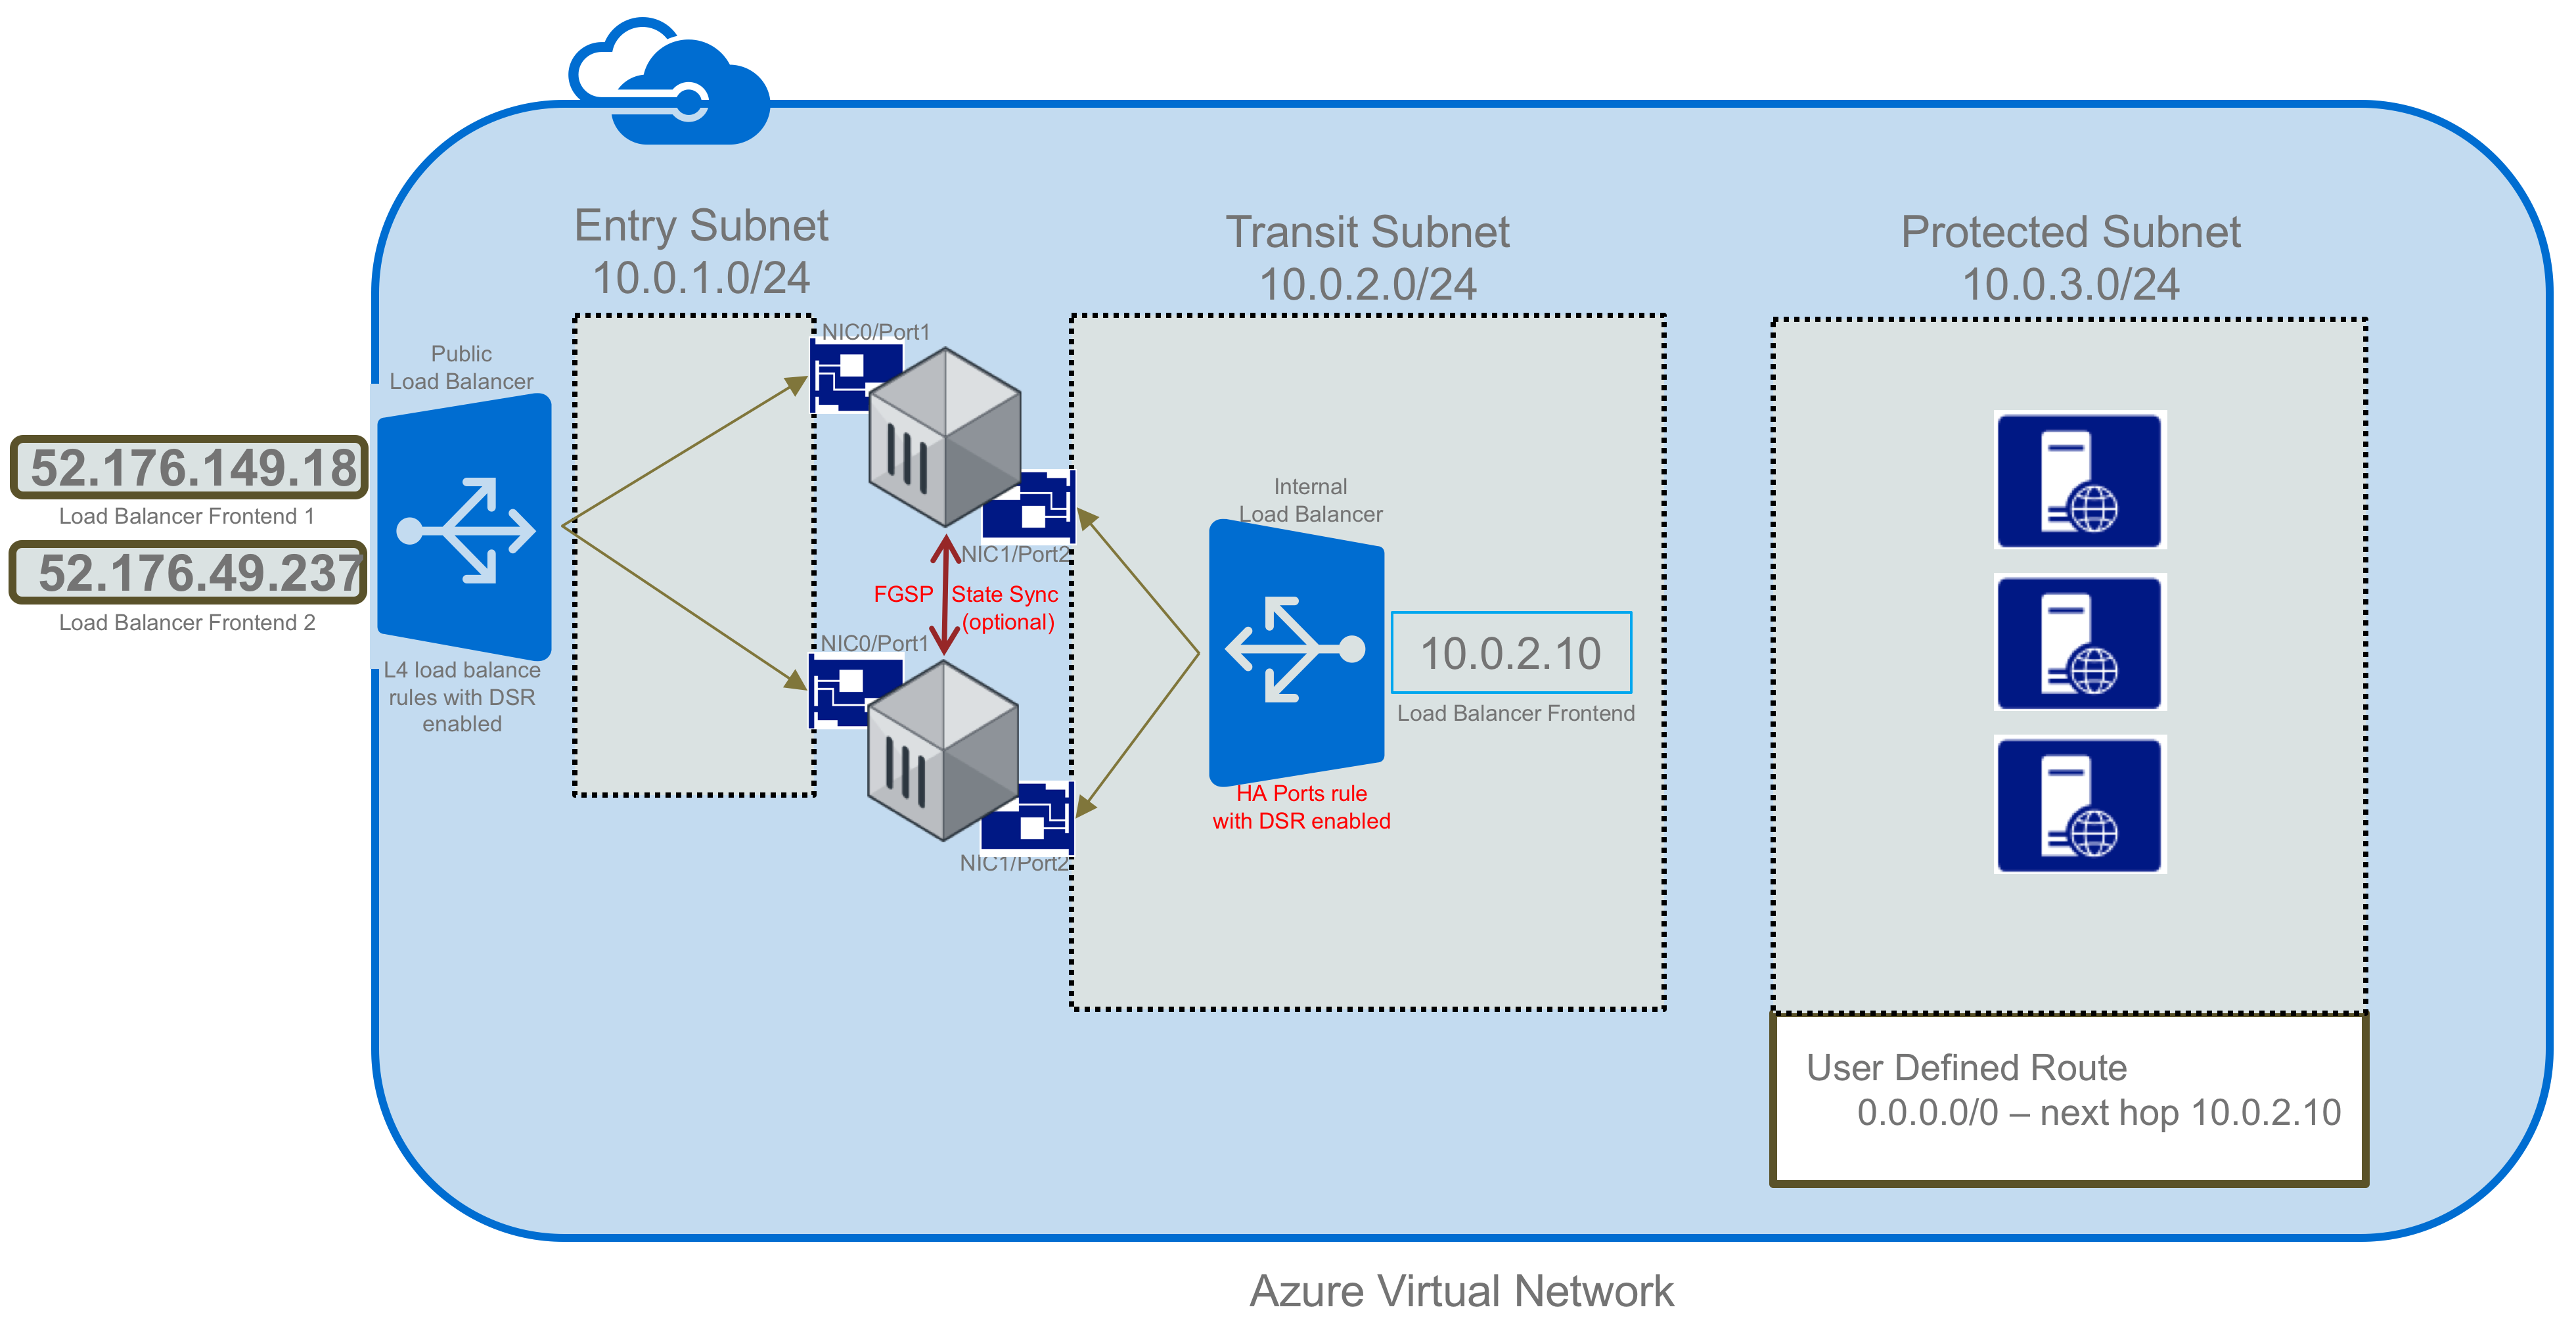 Entry Subnet
10.0.1.0/24
Transit Subnet
10.0.2.0/24
Protected Subnet
10.0.3.0/24
Public
Load Balancer
52.176.149.18
Load Balancer Frontend 1
52.176.49.237
Load Balancer Frontend 2
L4 load balance
rules with DSR
enabled
NIC0/Port1
NIC1/Port2
FGSP State Sync
(optional)
NIC0/Port1
NIC1/Port2
Internal
Load Balancer
10.0.2.10
Load Balancer Frontend
HA Ports rule
with DSR enabled
User Defined Route
0.0.0.0/0 – next hop 10.0.2.10
Azure Virtual Network